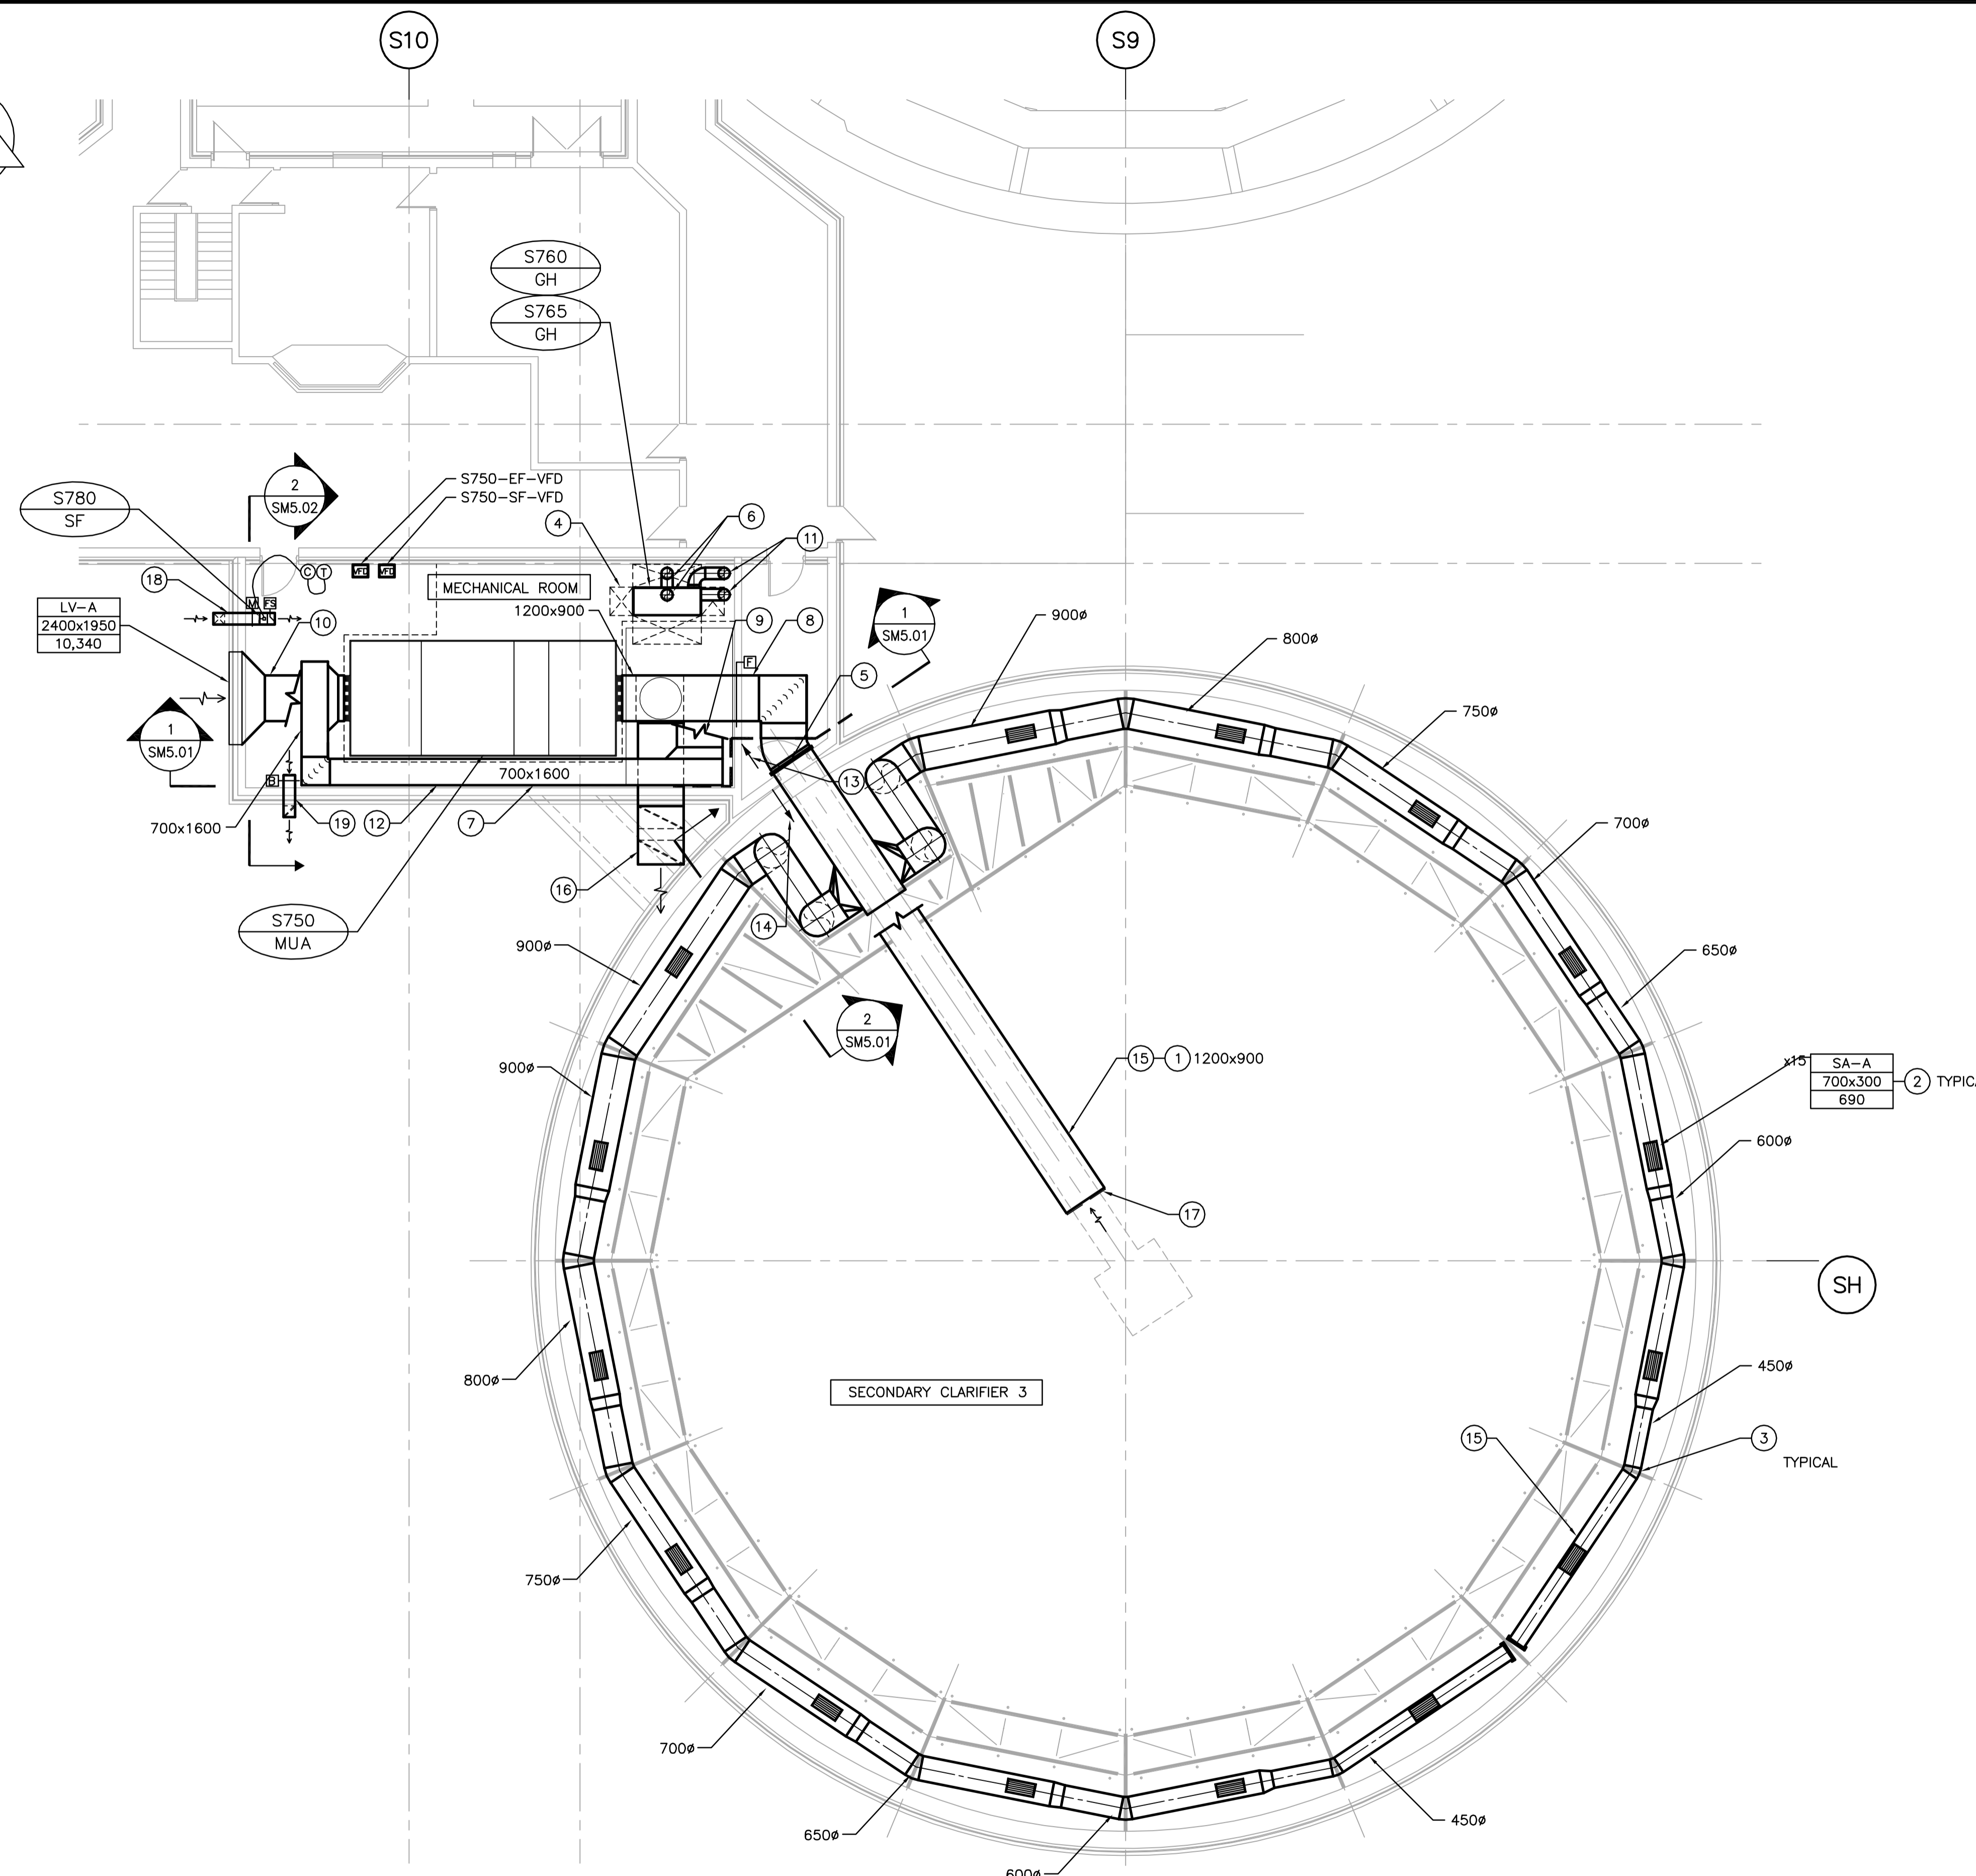 S10
S9
S760
GH
S765
GH
S750-EF-VFD
S750-SF-VFD
S780
SF
2
SM5.02
4
6
11
VFD
VFD
C
T
18
MECHANICAL ROOM
M
FS
LV-A
2400x1950
10,340
10
1200x900
9
8
1
SM5.01
900ø
800ø
F
5
750ø
1
SM5.01
700x1600
B
13
700x1600
19
12
7
700ø
16
14
S750
MUA
900ø
650ø
2
SM5.01
900ø
15
1
1200x900
x15
SA-A
700x300
690
2
TYPICA
600ø
17
SH
450ø
800ø
SECONDARY CLARIFIER 3
15
3
TYPICAL
750ø
700ø
650ø
450ø
600ø